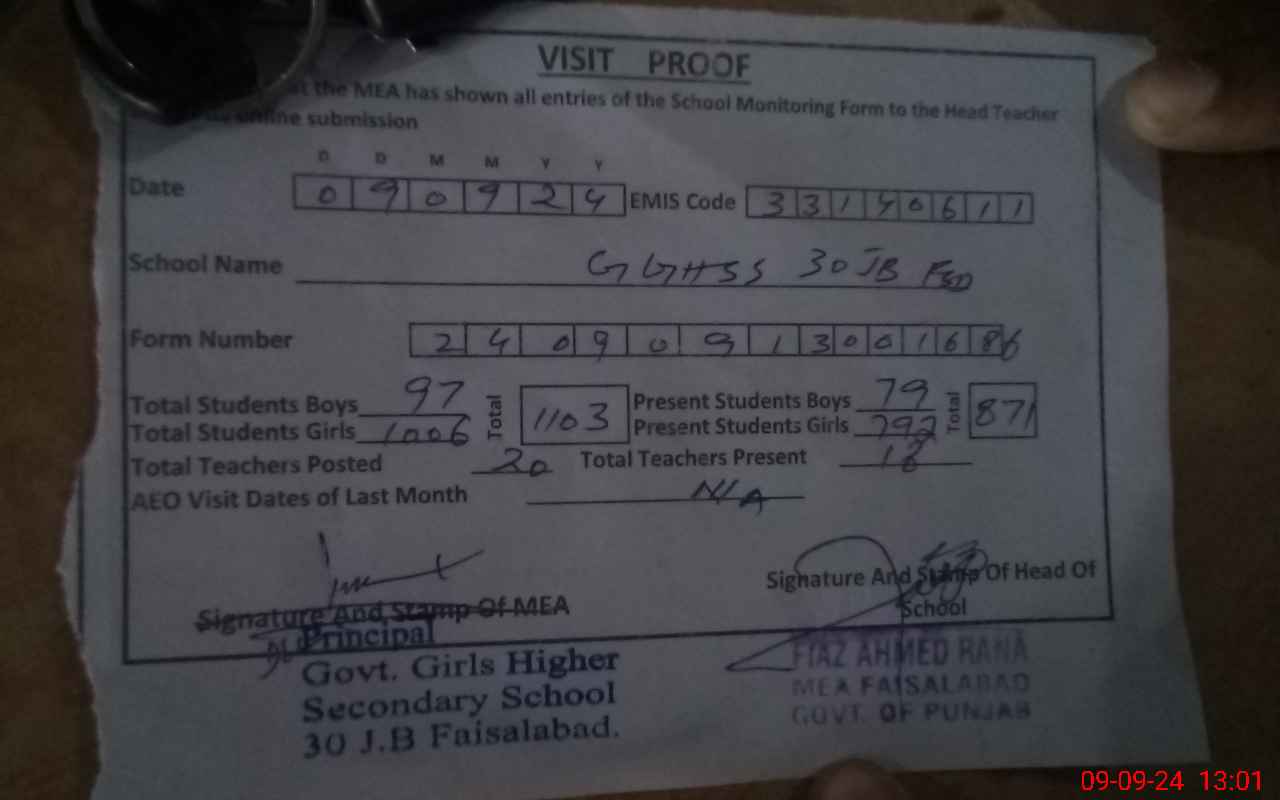 VISIT PROOF
at the MEA has shown all entries of the School Monitoring Form to the Head Teacher
online submission
D D M M Y Y
Date 0 9 0 9 2 4 EMIS Code 3 3 1 4 0 6 1 1
School Name GGHSS 30 JB FSD
Form Number 2 4 0 9 0 9 1 3 0 0 1 6 8 6
Total Students Boys 97 Total 1103 Present Students Boys 79 Total 871
Total Students Girls 1006 Present Students Girls 792
Total Teachers Posted 20 Total Teachers Present 18
AEO Visit Dates of Last Month N/A
Signature And Stamp Of MEA
Signature And Stamp Of Head Of
School
Principal
Govt. Girls Higher
Secondary School
30 J.B Faisalabad.
FIAZ AHMED RANA
MEA FAISALABAD
GOVT. OF PUNJAB
09-09-24 13:01